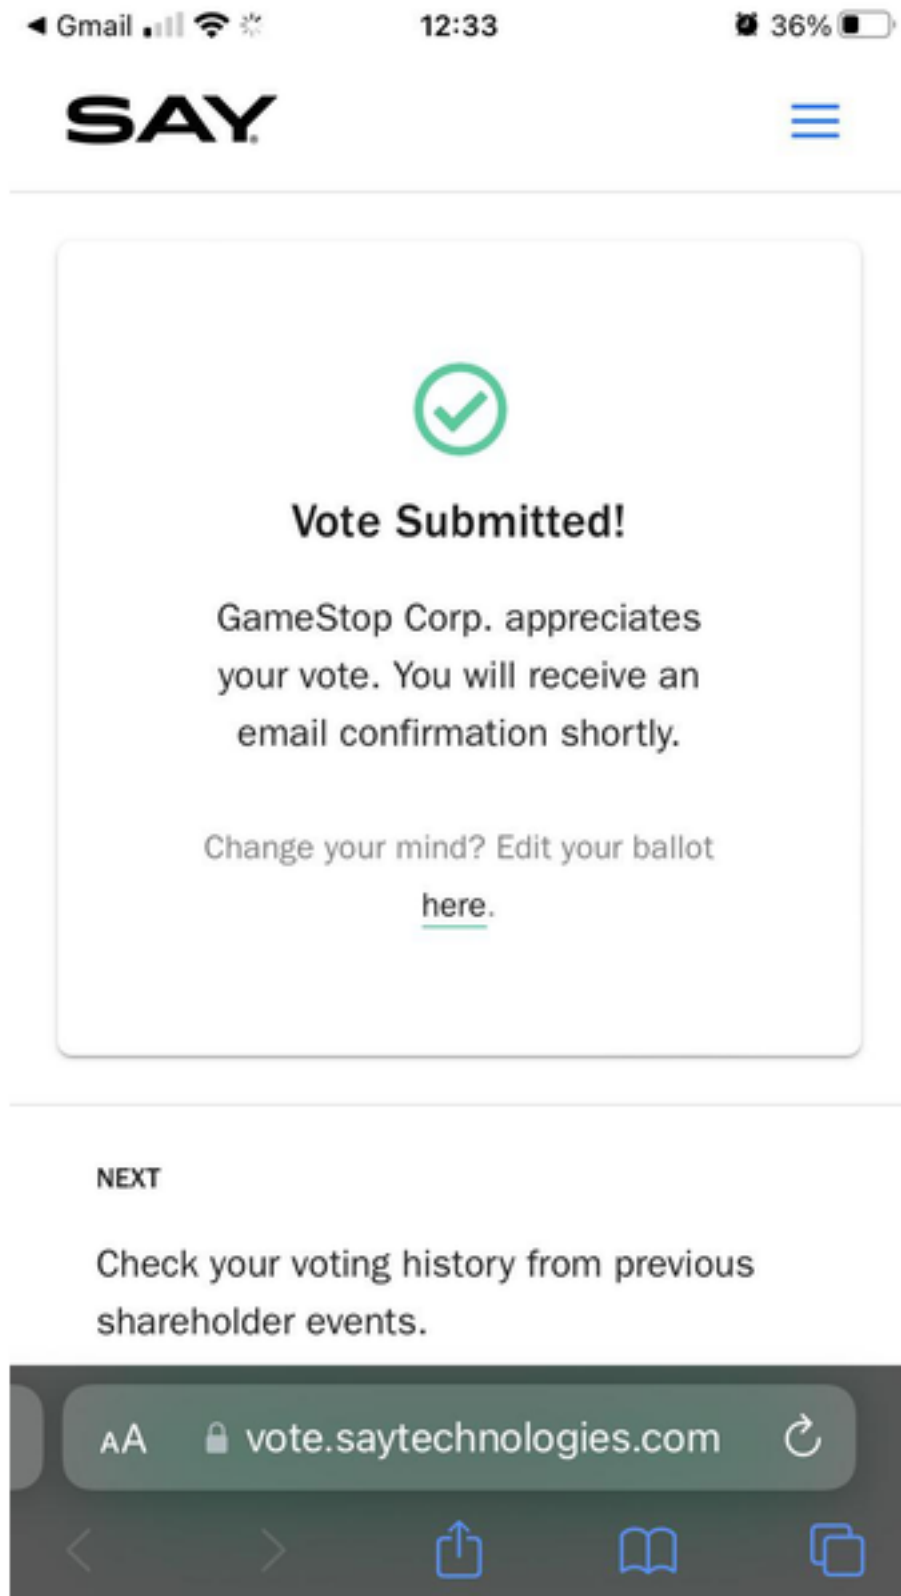 Gmail 12:33 36%
SAY
Vote Submitted!
GameStop Corp. appreciates
your vote. You will receive an
email confirmation shortly.
Change your mind? Edit your ballot
here.
NEXT
Check your voting history from previous
shareholder events.
AA vote.saytechnologies.com